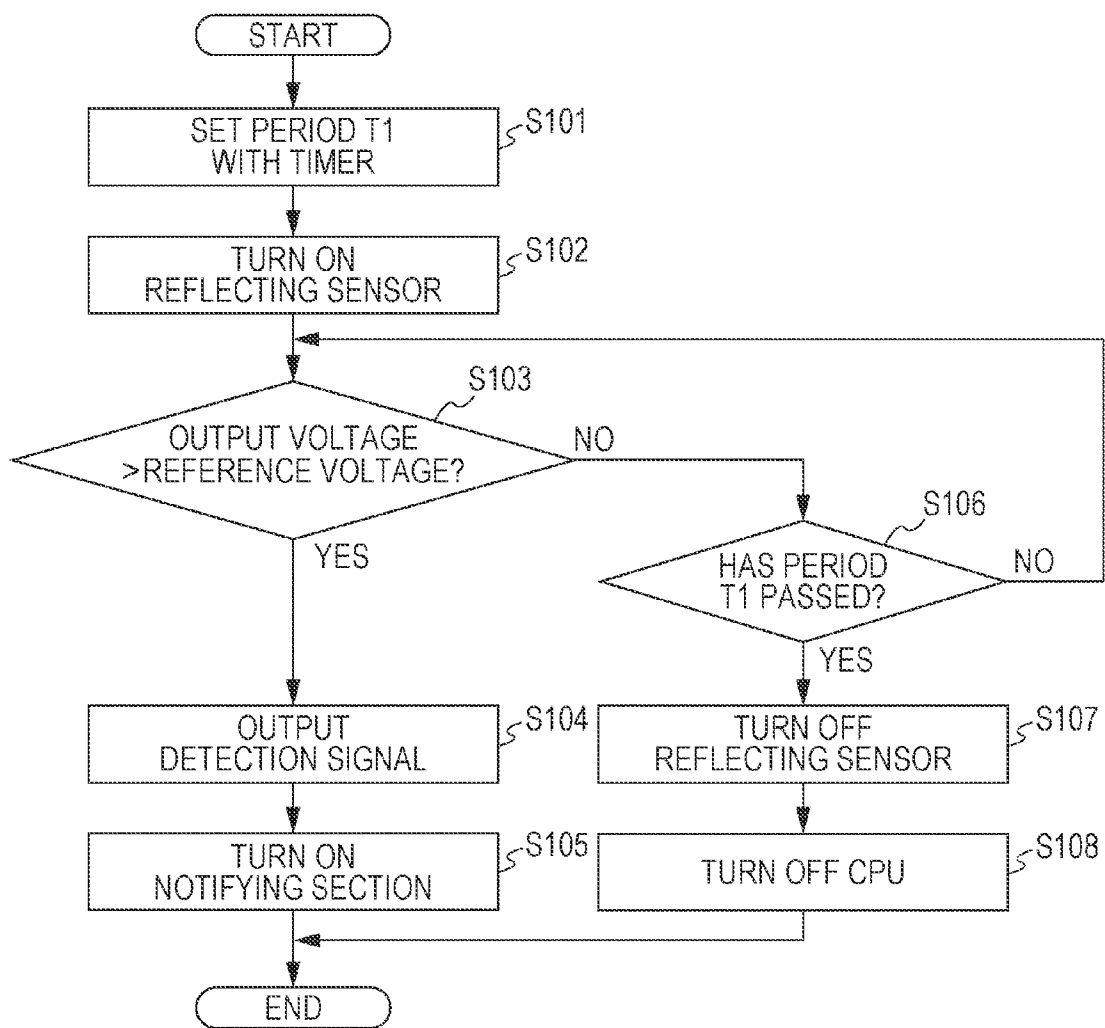 START
SET PERIOD T1
WITH TIMER
S101
TURN ON
REFLECTING SENSOR
S102
S103
OUTPUT VOLTAGE
>REFERENCE VOLTAGE?
NO
YES
S106
HAS PERIOD
T1 PASSED?
NO
YES
OUTPUT
DETECTION SIGNAL
S104
TURN OFF
REFLECTING SENSOR
S107
TURN ON
NOTIFYING SECTION
S105
TURN OFF CPU
S108
END